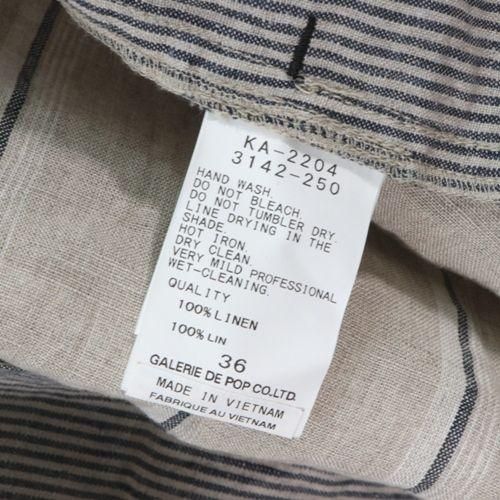 KA-2204
3142-250
HAND WASH.
DO NOT BLEACH.
DO NOT TUMBLER DRY.
LINE DRYING IN THE
SHADE.
HOT IRON.
DRY CLEAN.
VERY MILD PROFESSIONAL
WET-CLEANING.
QUALITY
100% LINEN
100% LIN
36
GALERIE DE POP CO.LTD.
MADE IN VIETNAM
FABRIQUE AU VIETNAM